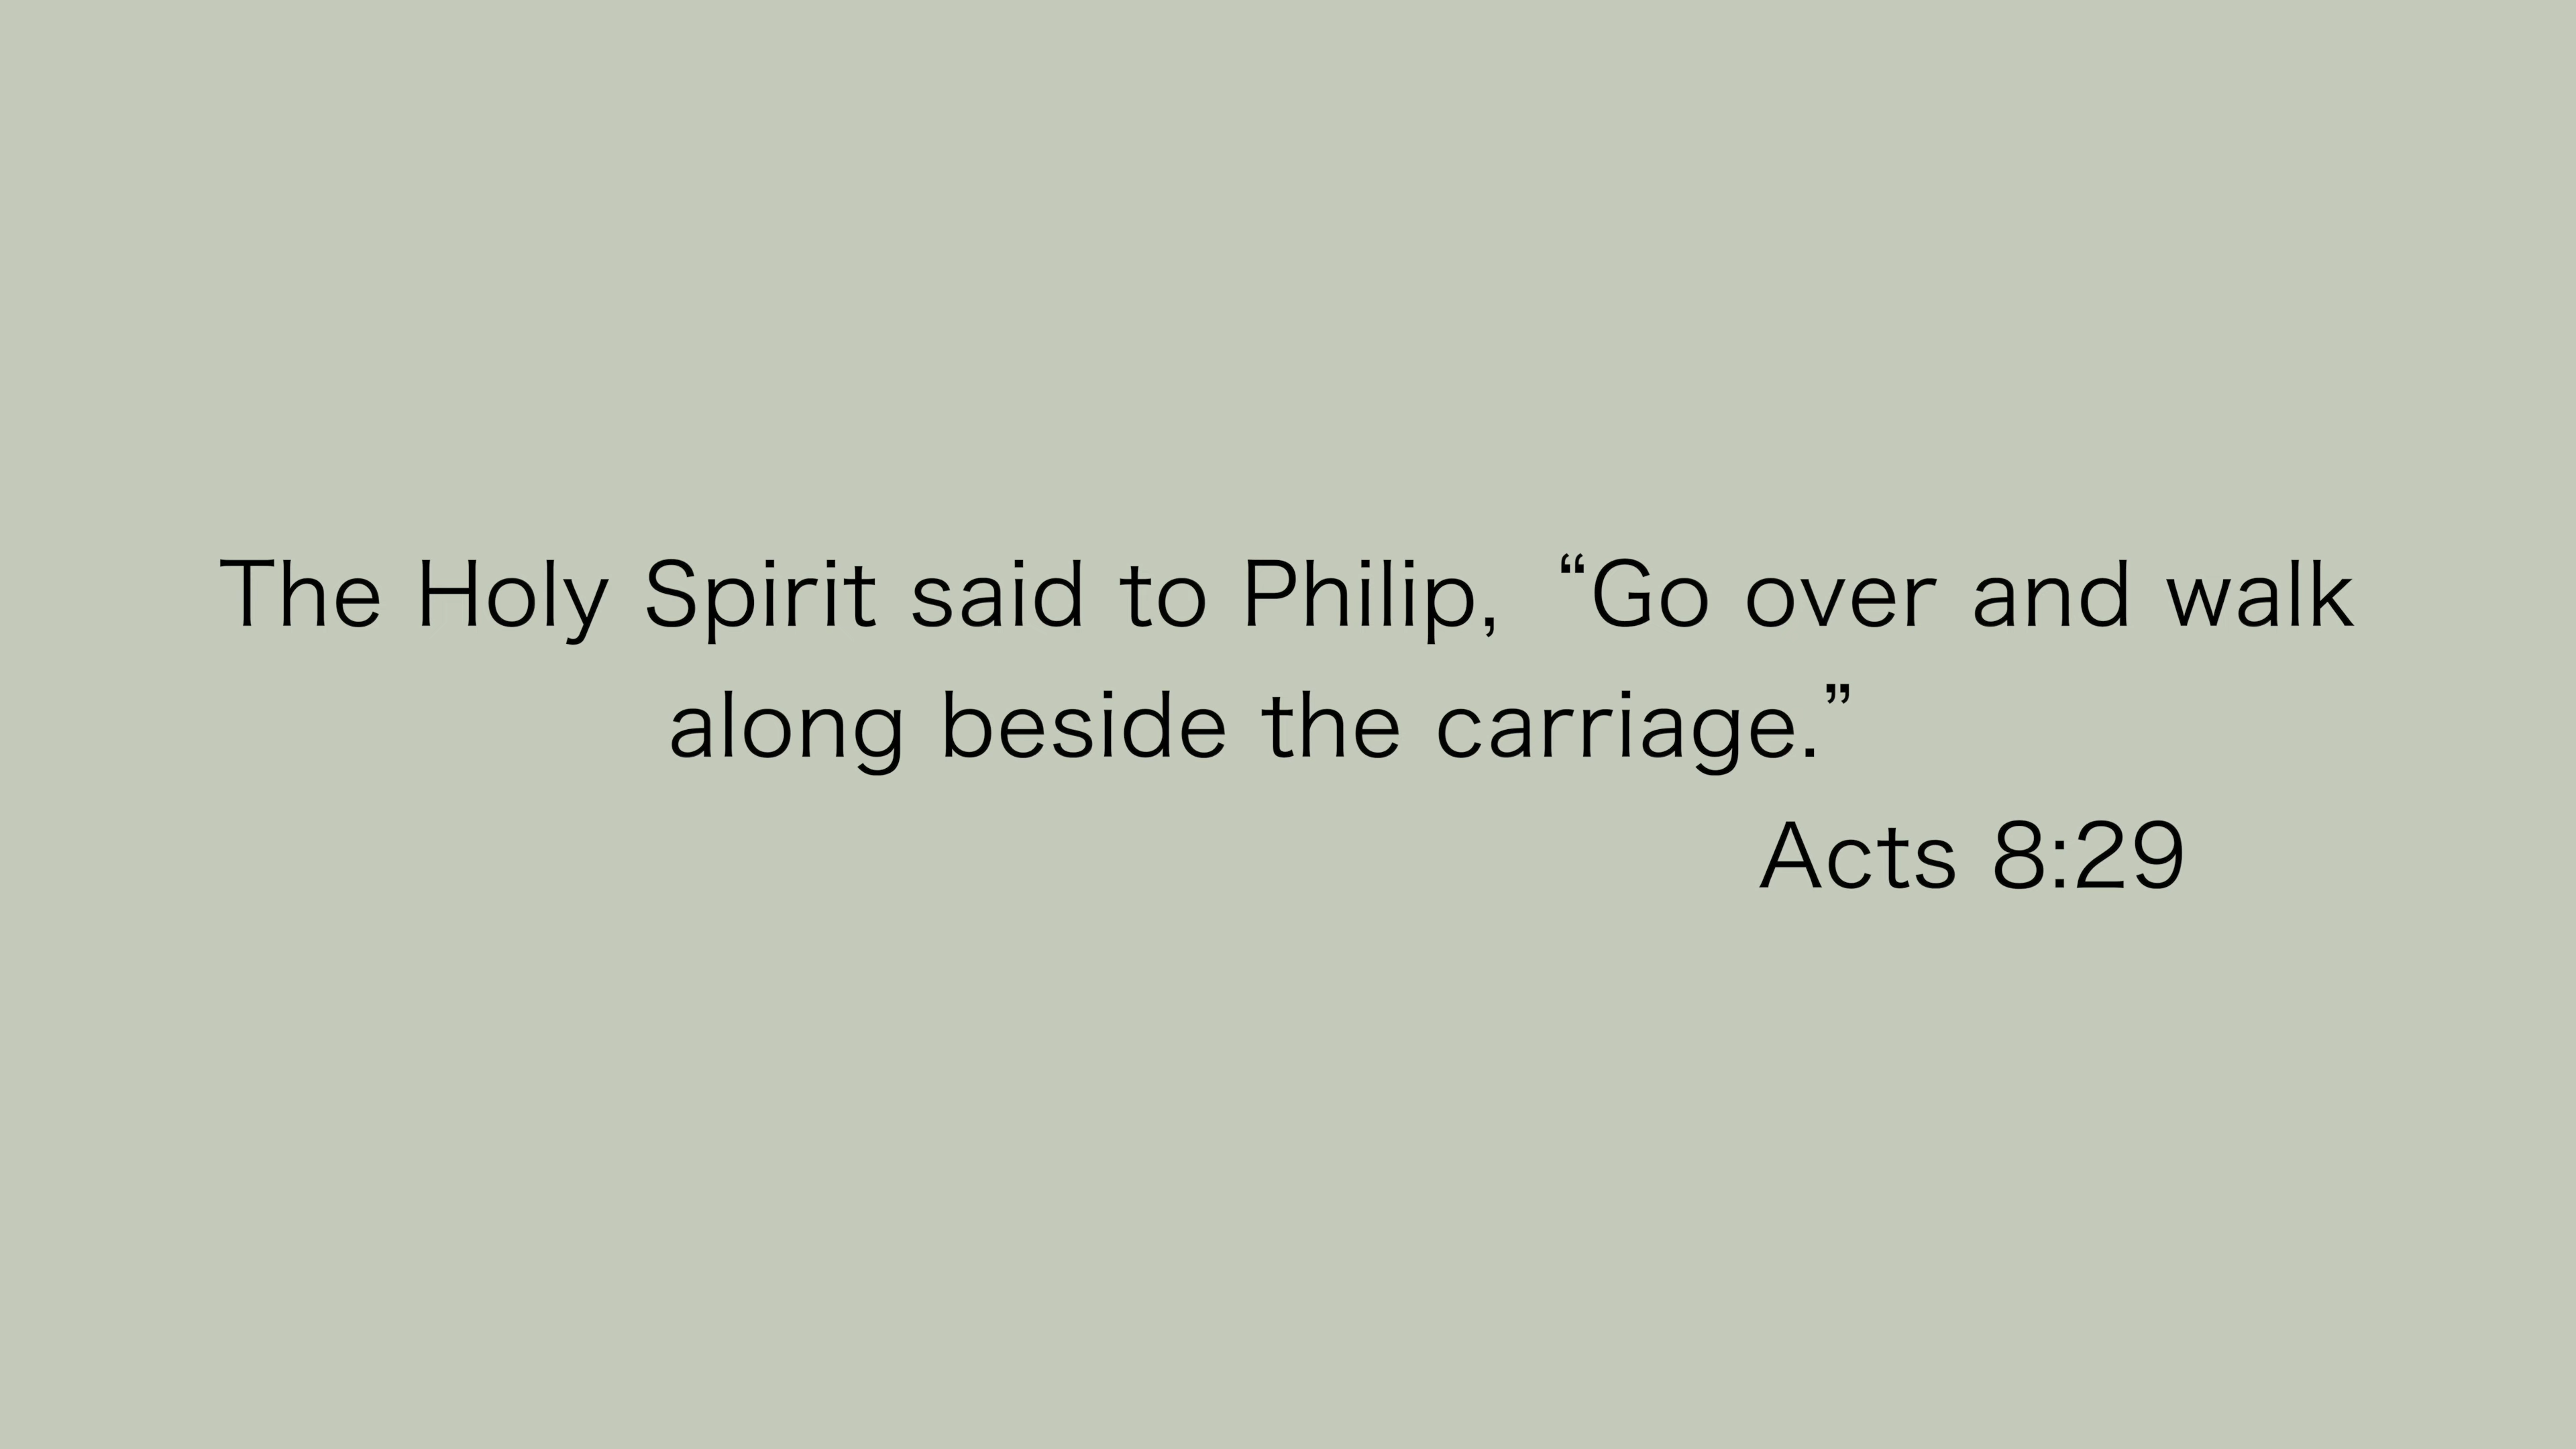 The Holy Spirit said to Philip, “Go over and walk
along beside the carriage.”
Acts 8:29